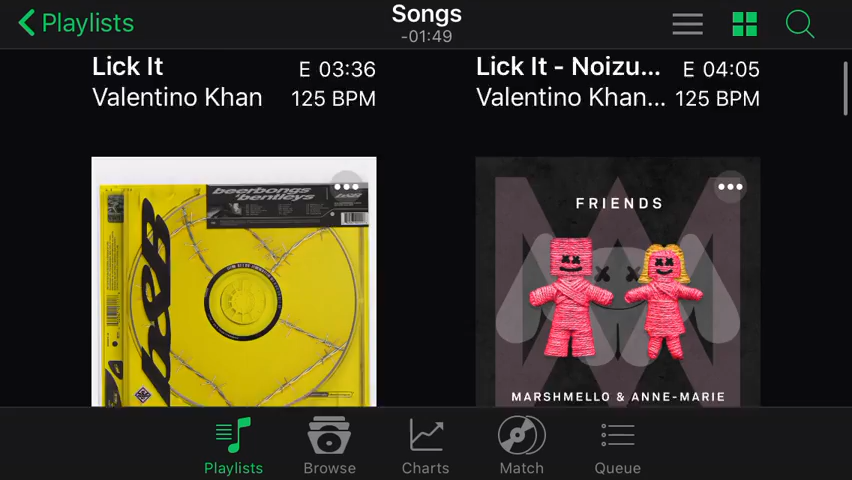 Playlists
Songs
-01:49
Lick It
E 03:36
Valentino Khan
125 BPM
Lick It - Noizu...
E 04:05
Valentino Khan...
125 BPM
beerbongs
bentleys
FRIENDS
MARSHMELLO & ANNE-MARIE
Playlists
Browse
Charts
Match
Queue